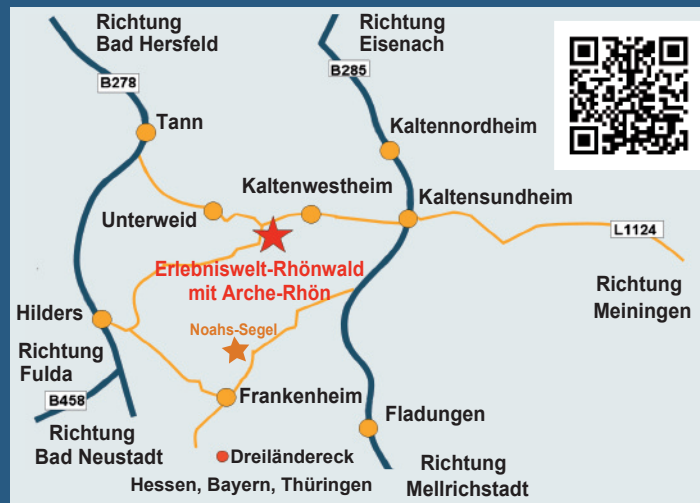 Richtung
Bad Hersfeld
Richtung
Eisenach
B278
B285
Tann
Kaltennordheim
Kaltenwestheim
Unterweid
Kaltensundheim
L1124
Erlebniswelt-Rhönwald
mit Arche-Rhön
Richtung
Meiningen
Hilders
Noahs-Segel
Richtung
Fulda
B458
Frankenheim
Fladungen
Richtung
Bad Neustadt
Dreiländereck
Hessen, Bayern, Thüringen
Richtung
Mellrichstadt